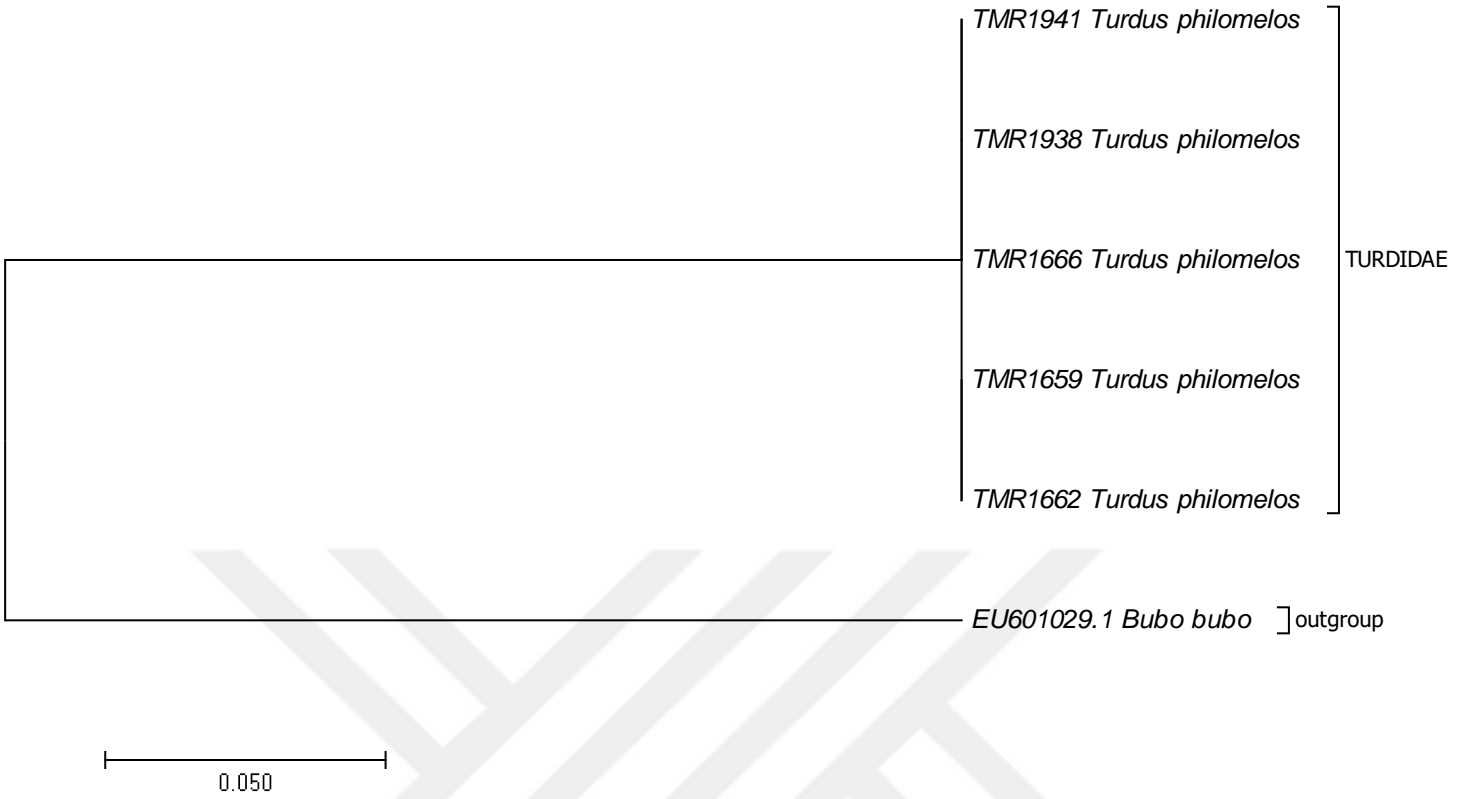 TMR1941 Turdus philomelos
TMR1938 Turdus philomelos
TMR1666 Turdus philomelos
TURDIDAE
TMR1659 Turdus philomelos
TMR1662 Turdus philomelos
EU601029.1 Bubo bubo
outgroup
0.050